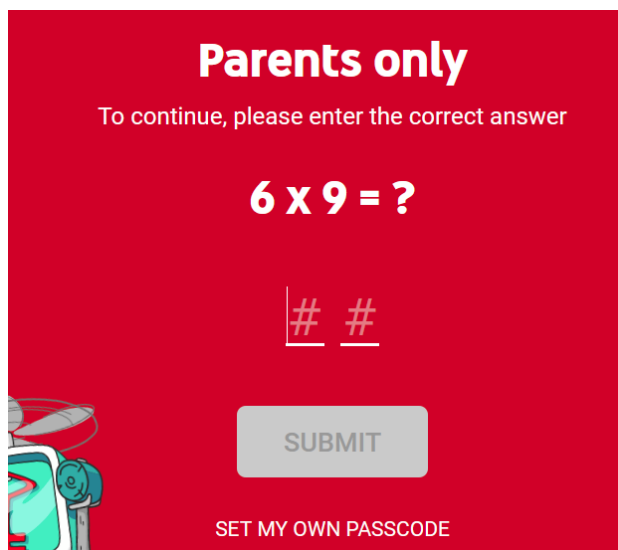 Parents only
To continue, please enter the correct answer
6 x 9 = ?
# #
SUBMIT
SET MY OWN PASSCODE